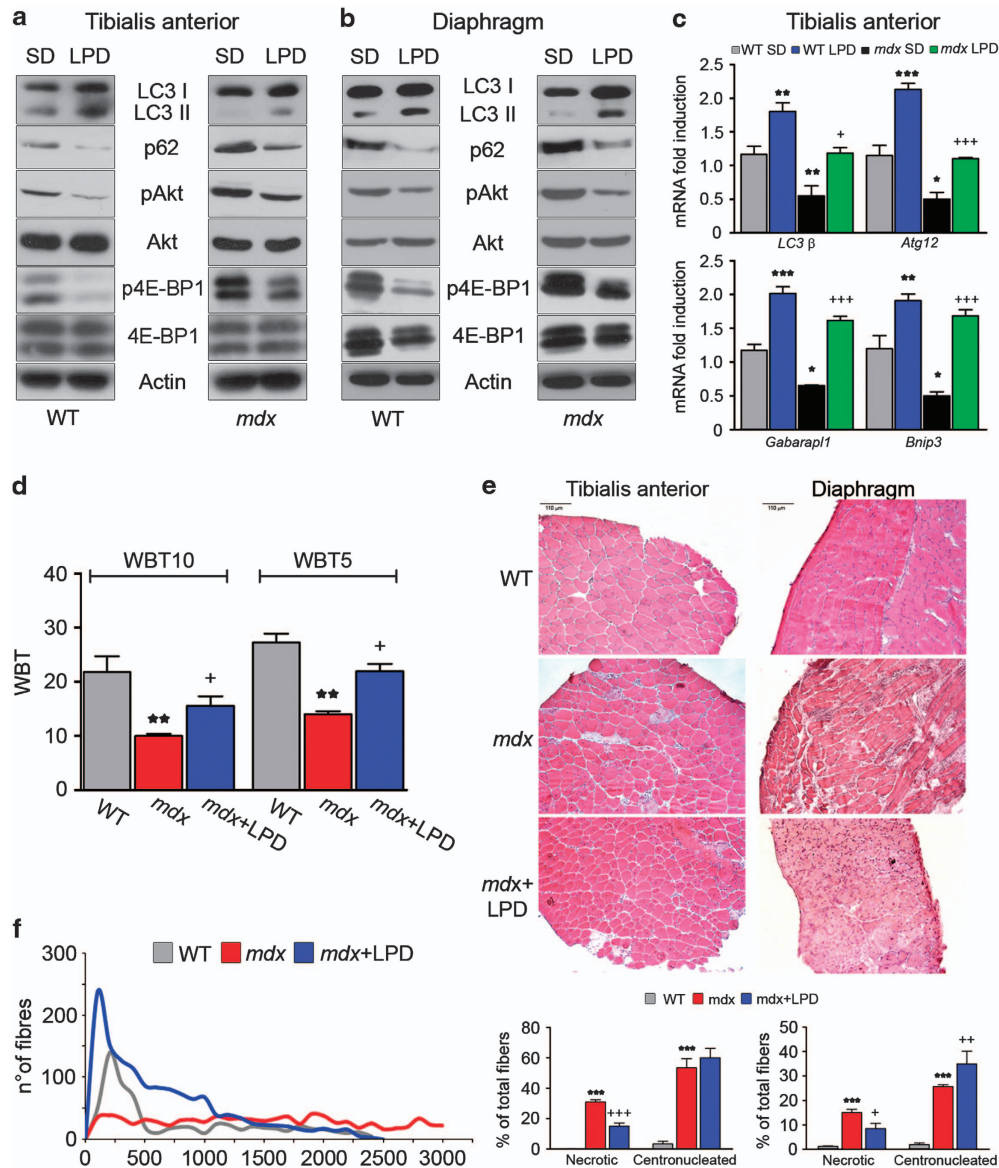 a
Tibialis anterior
SD LPD SD LPD
LC3 I
LC3 II
p62
pAkt
Akt
p4E-BP1
4E-BP1
Actin
WT mdx
b
Diaphragm
SD LPD SD LPD
LC3 I
LC3 II
p62
pAkt
Akt
p4E-BP1
4E-BP1
Actin
WT mdx
c
Tibialis anterior
WT SD WT LPD mdx SD mdx LPD
mRNA fold induction
2.5
2.0
1.5
1.0
0.5
0
** ** + *** * +++
LC3 β Atg12
mRNA fold induction
2.5
2.0
1.5
1.0
0.5
0
*** * +++ ** * +++
Gabarapl1 Bnip3
d
WBT10 WBT5
WBT
40
30
20
10
0
** + ** +
WT mdx mdx+LPD WT mdx mdx+LPD
e
Tibialis anterior Diaphragm
110 µm 110 µm
WT
mdx
mdx+
LPD
WT mdx mdx+LPD
% of total fibers
80
60
40
20
0
*** +++ ***
Necrotic Centronucleated
% of total fibers
50
40
30
20
10
0
*** + *** ++
Necrotic Centronucleated
f
WT mdx mdx+LPD
n°of fibres
300
200
100
0
0 500 1000 1500 2000 2500 3000